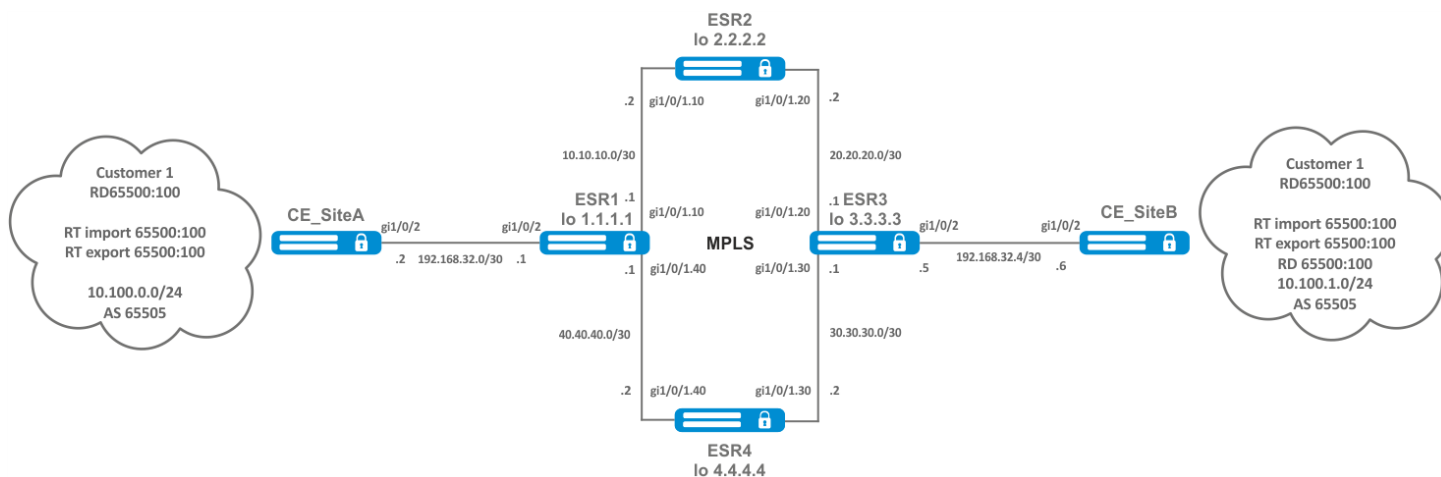 ESR2
lo 2.2.2.2
.2
gi1/0/1.10
gi1/0/1.20
.2
10.10.10.0/30
20.20.20.0/30
Customer 1
RD65500:100
RT import 65500:100
RT export 65500:100
10.100.0.0/24
AS 65505
CE_SiteA
gi1/0/2
.2
192.168.32.0/30
gi1/0/2
.1
ESR1
lo 1.1.1.1
.1
gi1/0/1.10
.1
gi1/0/1.40
MPLS
gi1/0/1.20
.1
gi1/0/1.30
.1
ESR3
lo 3.3.3.3
gi1/0/2
.5
192.168.32.4/30
gi1/0/2
.6
CE_SiteB
Customer 1
RD65500:100
RT import 65500:100
RT export 65500:100
RD 65500:100
10.100.1.0/24
AS 65505
40.40.40.0/30
30.30.30.0/30
.2
gi1/0/1.40
gi1/0/1.30
.2
ESR4
lo 4.4.4.4